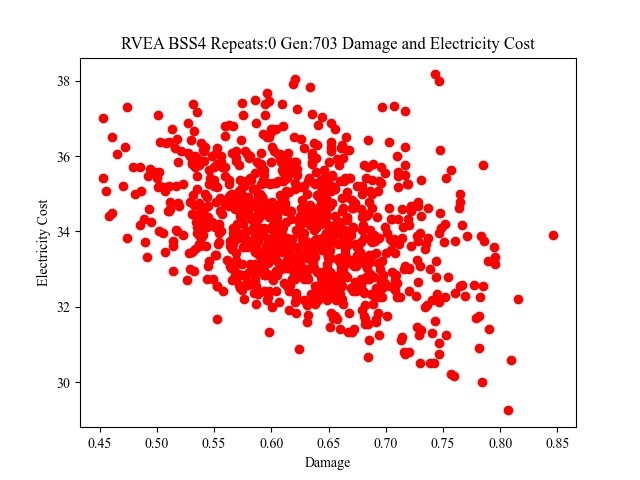 RVEA BSS4 Repeats:0 Gen:703 Damage and Electricity Cost
38
36
34
32
30
Electricity Cost
0.45 0.50 0.55 0.60 0.65 0.70 0.75 0.80 0.85
Damage